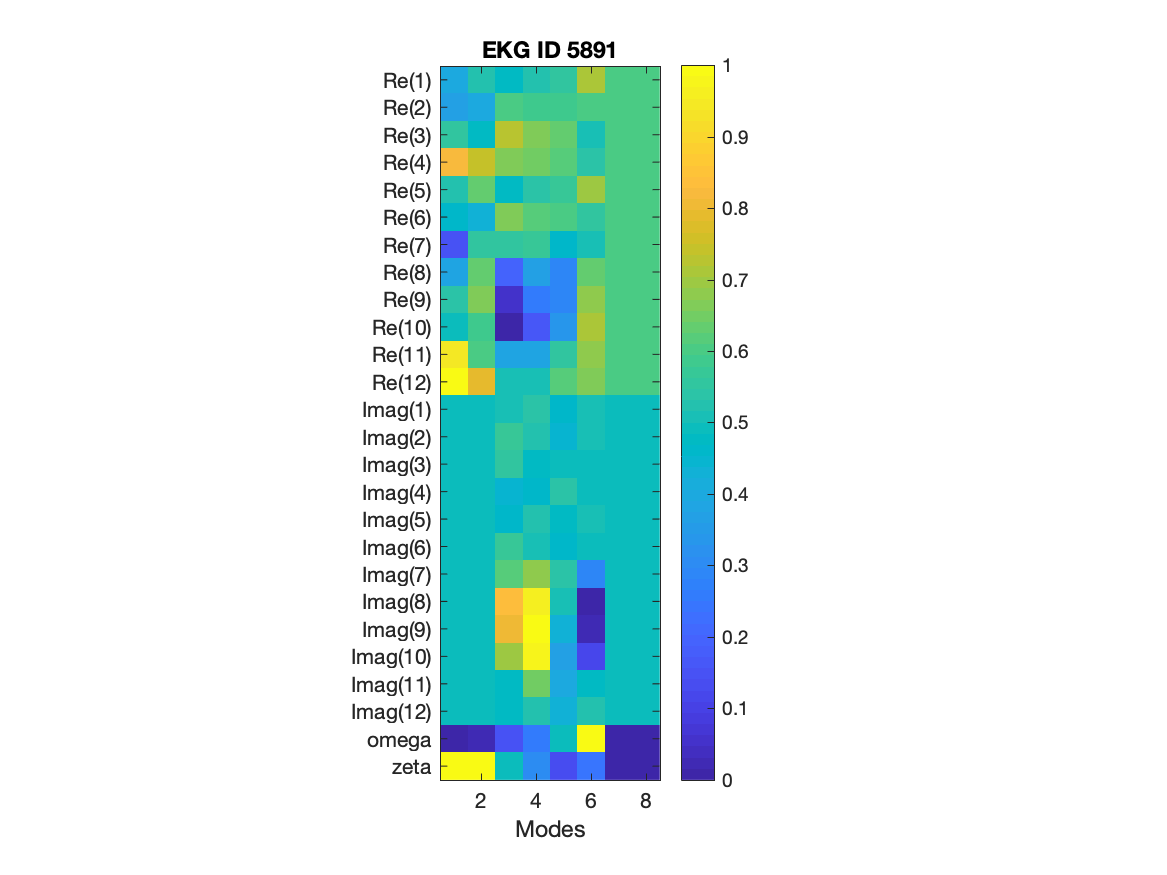 EKG ID 5891
Re(1)
Re(2)
Re(3)
Re(4)
Re(5)
Re(6)
Re(7)
Re(8)
Re(9)
Re(10)
Re(11)
Re(12)
Imag(1)
Imag(2)
Imag(3)
Imag(4)
Imag(5)
Imag(6)
Imag(7)
Imag(8)
Imag(9)
Imag(10)
Imag(11)
Imag(12)
omega
zeta
2 4 6 8
Modes
1
0.9
0.8
0.7
0.6
0.5
0.4
0.3
0.2
0.1
0